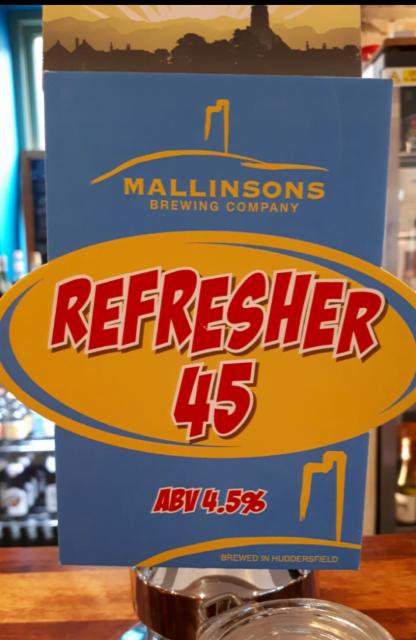 MALLINSONS
BREWING COMPANY
REFRESHER
45
ABV 4.5%
BREWED IN HUDDERSFIELD